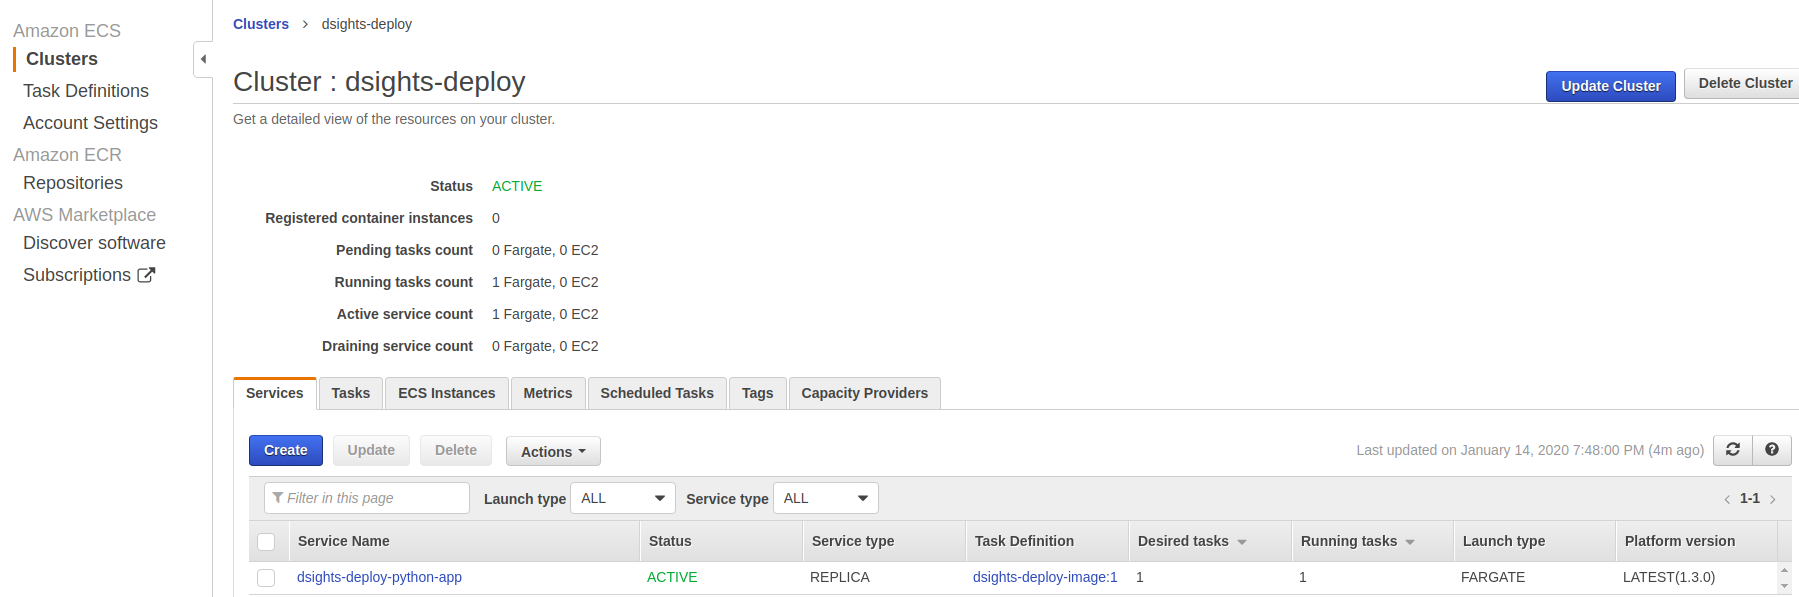 Amazon ECS
Clusters
Task Definitions
Account Settings
Amazon ECR
Repositories
AWS Marketplace
Discover software
Subscriptions
Clusters > dsights-deploy
Cluster : dsights-deploy
Update Cluster Delete Cluster
Get a detailed view of the resources on your cluster.
Status ACTIVE
Registered container instances 0
Pending tasks count 0 Fargate, 0 EC2
Running tasks count 1 Fargate, 0 EC2
Active service count 1 Fargate, 0 EC2
Draining service count 0 Fargate, 0 EC2
Services Tasks ECS Instances Metrics Scheduled Tasks Tags Capacity Providers
Create Update Delete Actions Last updated on January 14, 2020 7:48:00 PM (4m ago)
Filter in this page Launch type ALL Service type ALL < 1-1 >
Service Name Status Service type Task Definition Desired tasks Running tasks Launch type Platform version
dsights-deploy-python-app ACTIVE REPLICA dsights-deploy-image:1 1 1 FARGATE LATEST(1.3.0)